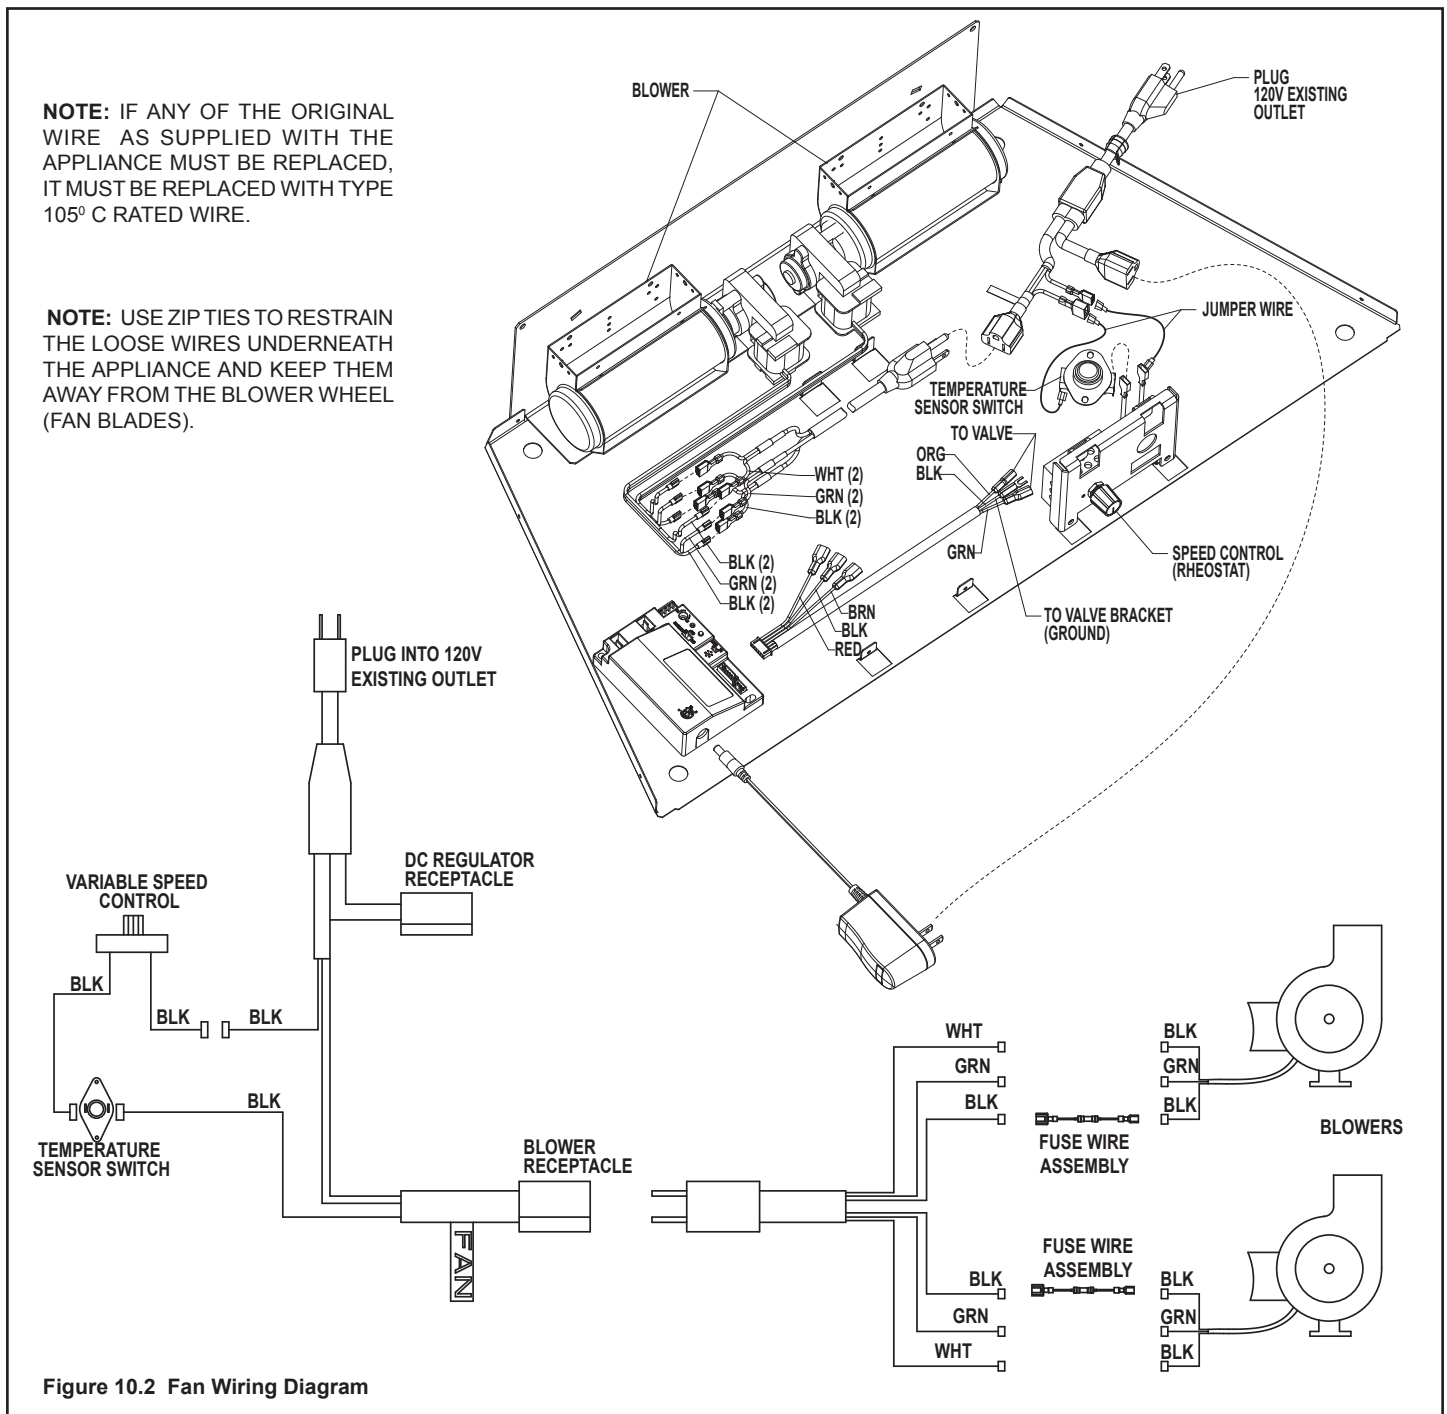 NOTE: IF ANY OF THE ORIGINAL
WIRE AS SUPPLIED WITH THE
APPLIANCE MUST BE REPLACED,
IT MUST BE REPLACED WITH TYPE
105⁰ C RATED WIRE.
NOTE: USE ZIP TIES TO RESTRAIN
THE LOOSE WIRES UNDERNEATH
THE APPLIANCE AND KEEP THEM
AWAY FROM THE BLOWER WHEEL
(FAN BLADES).
BLOWER
PLUG
120V EXISTING
OUTLET
JUMPER WIRE
TEMPERATURE
SENSOR SWITCH
TO VALVE
ORG
BLK
WHT (2)
GRN (2)
BLK (2)
GRN
SPEED CONTROL
(RHEOSTAT)
BLK (2)
GRN (2)
BLK (2)
BRN
BLK
RED
TO VALVE BRACKET
(GROUND)
PLUG INTO 120V
EXISTING OUTLET
DC REGULATOR
RECEPTACLE
VARIABLE SPEED
CONTROL
BLK
BLK
BLK
BLK
TEMPERATURE
SENSOR SWITCH
BLOWER
RECEPTACLE
FAN
WHT
GRN
BLK
FUSE WIRE
ASSEMBLY
BLK
GRN
BLK
BLOWERS
FUSE WIRE
ASSEMBLY
BLK
GRN
WHT
BLK
GRN
BLK
Figure 10.2 Fan Wiring Diagram